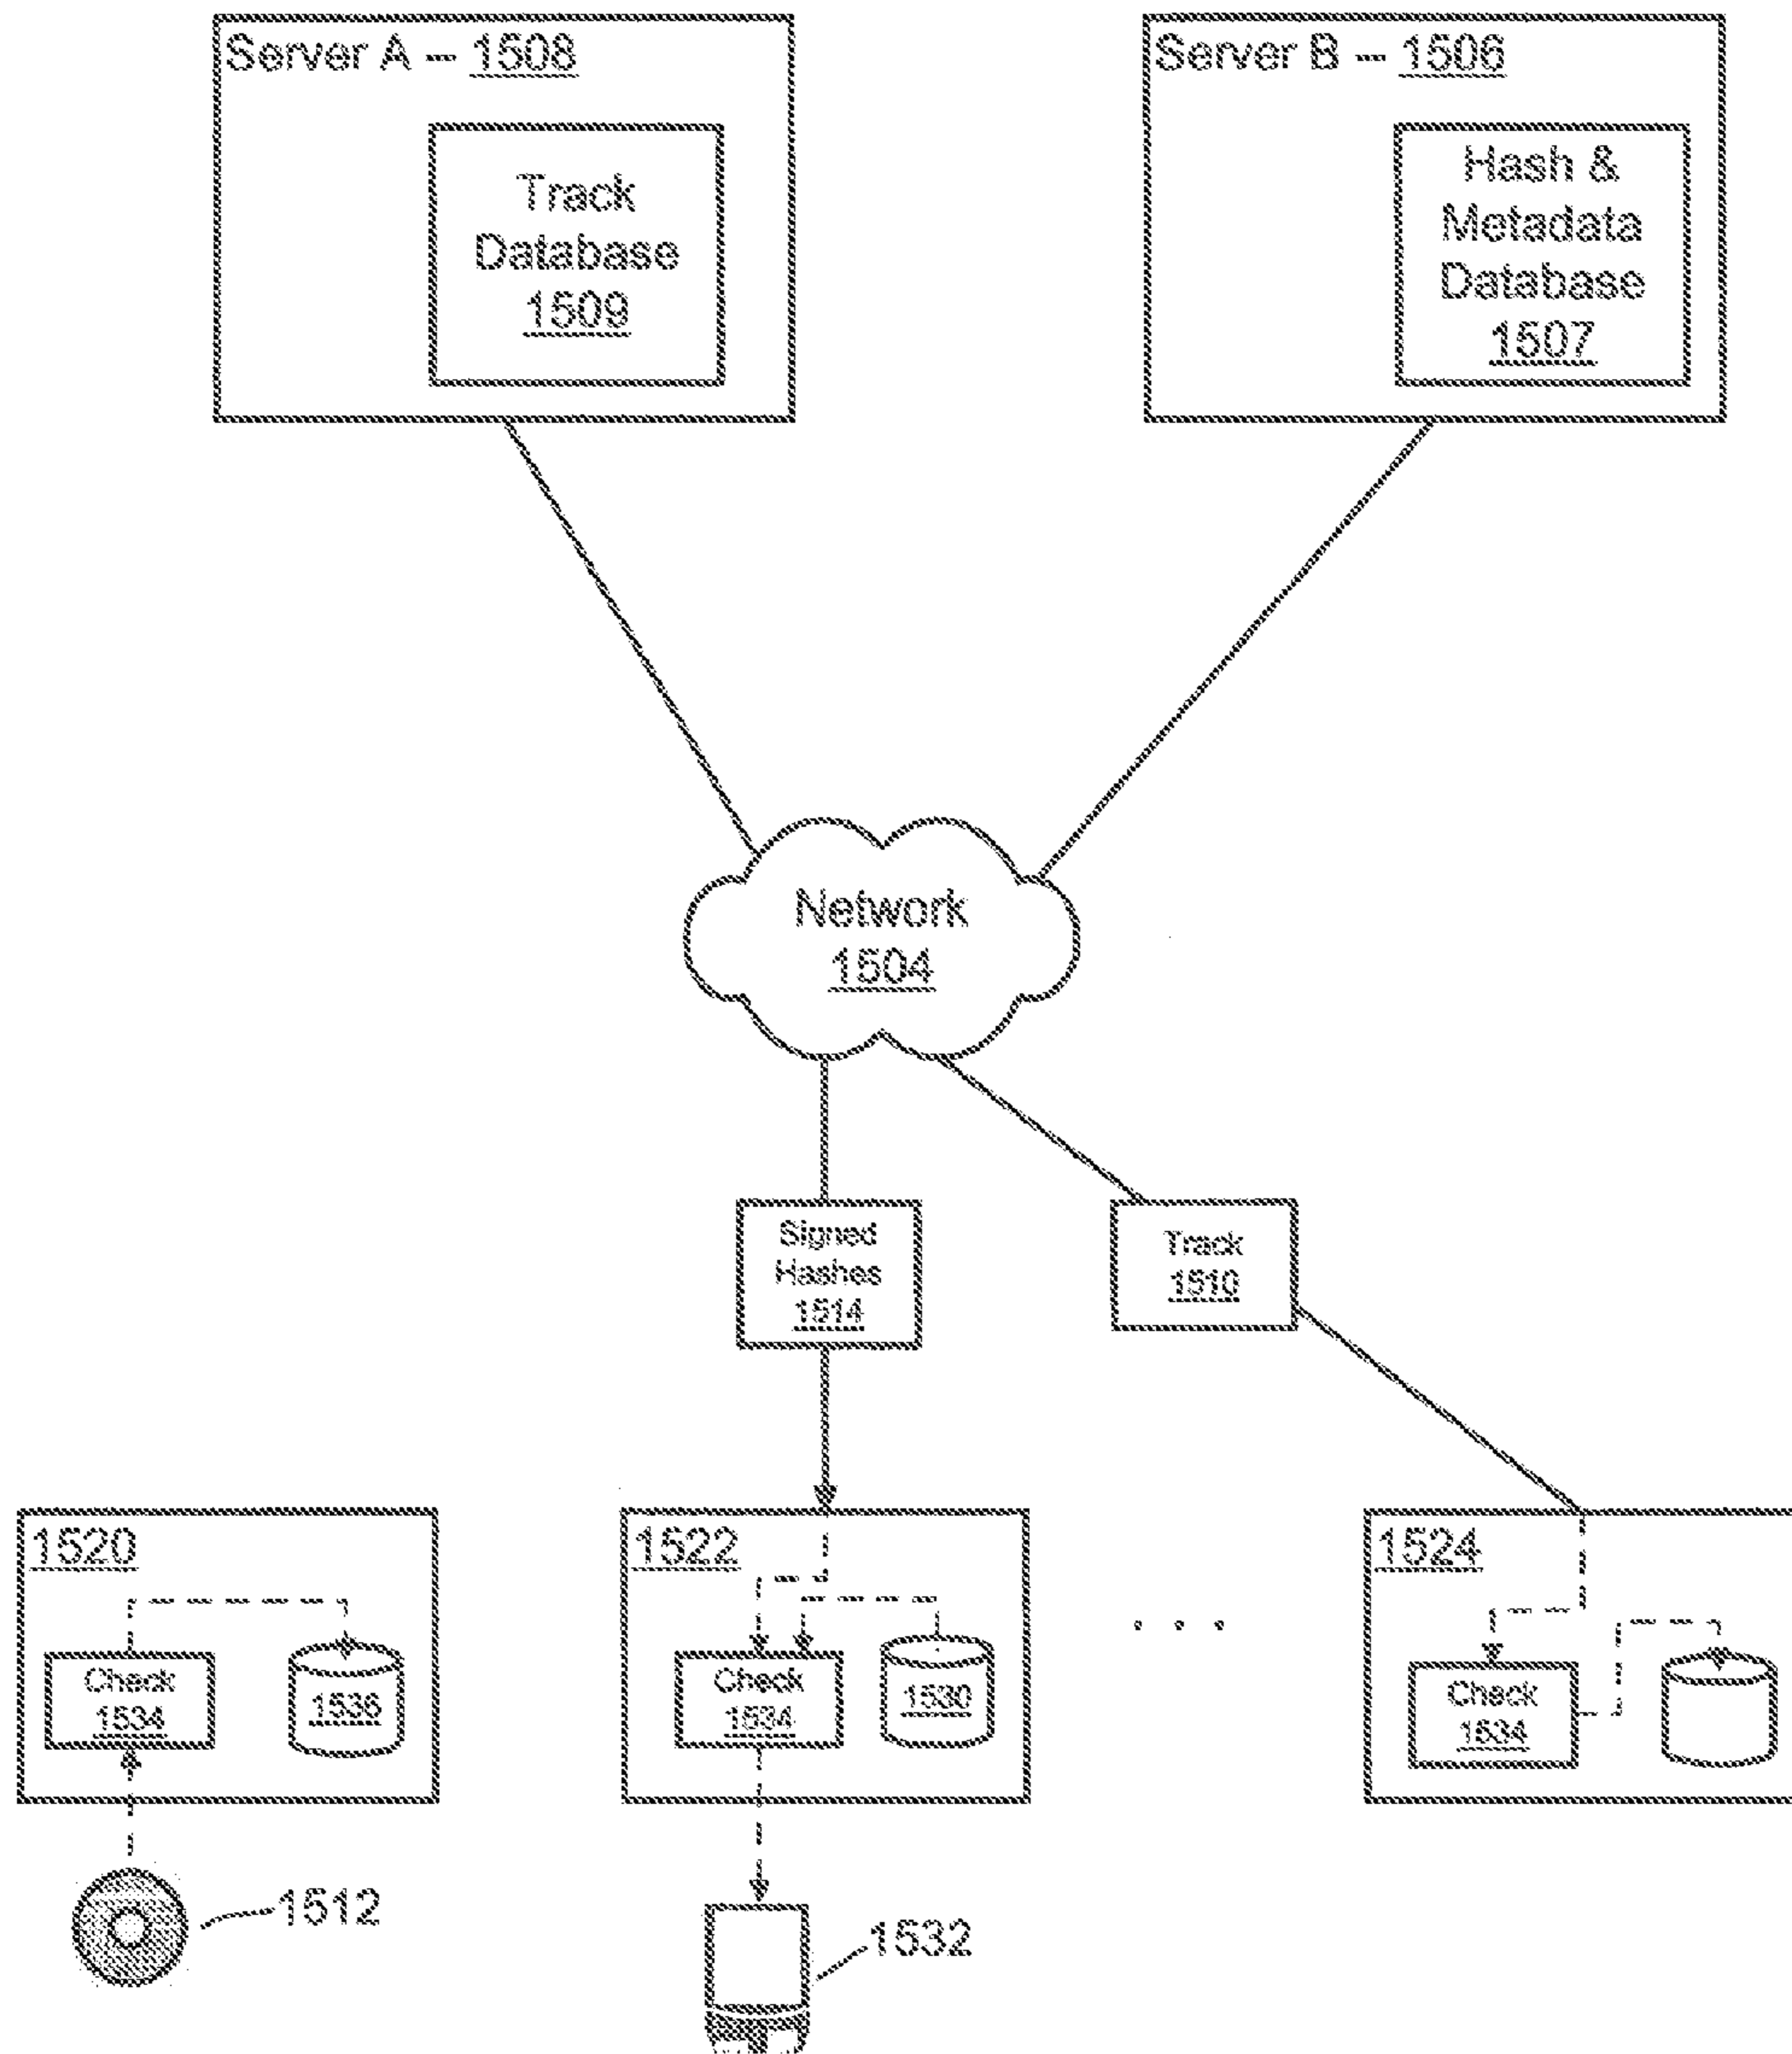 Server A -- 1508
Track
Database
1509
Server B -- 1506
Hash &
Metadata
Database
1507
Network
1504
Signed
Hashes
1514
Track
1510
1520
Check
1534
1536
1512
1522
Check
1534
1530
1532
. . .
1524
Check
1534